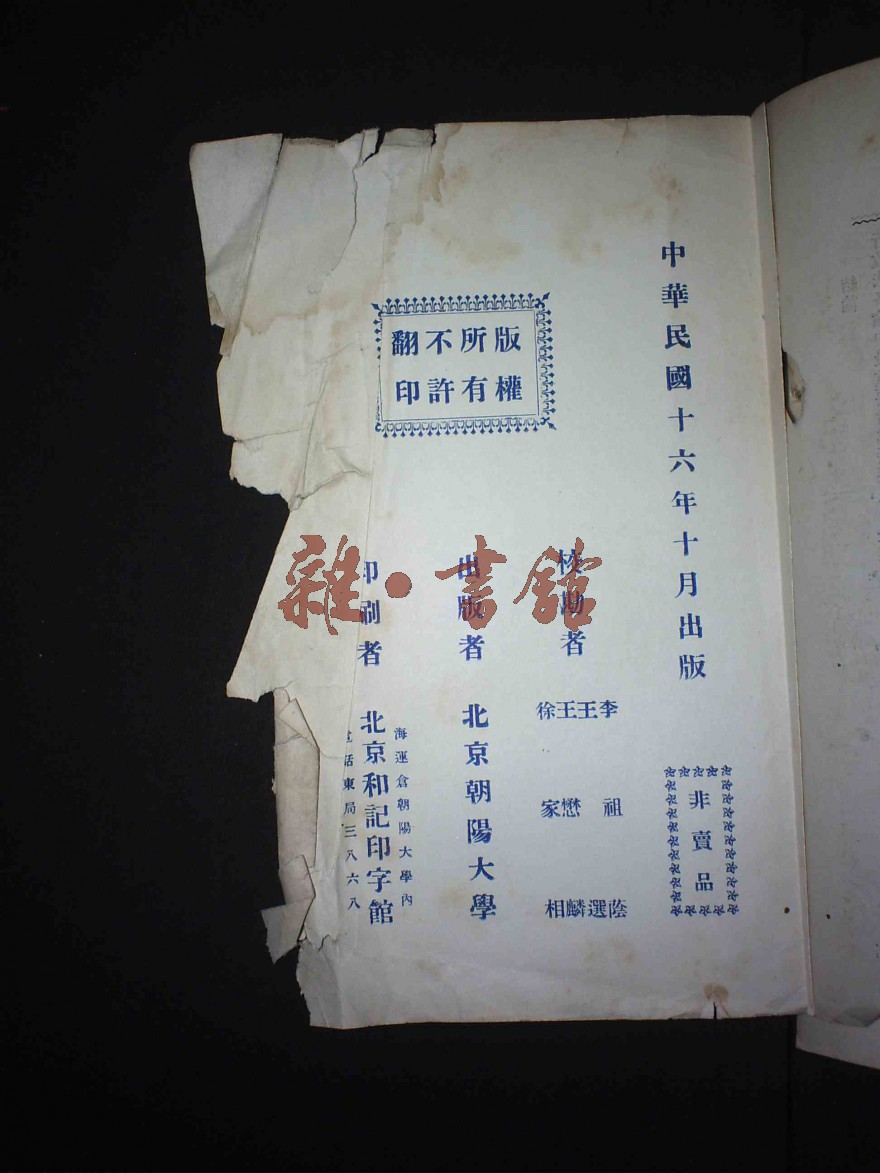 中華民國十六年十月出版
非賣品
版權
所有
不許
翻印
校勘者
李祖蔭
王選
王懋麟
徐家相
出版者 北京朝陽大學
印刷者 北京和記印字館
海運倉朝陽大學內
電話東局三八六八
雜·書館